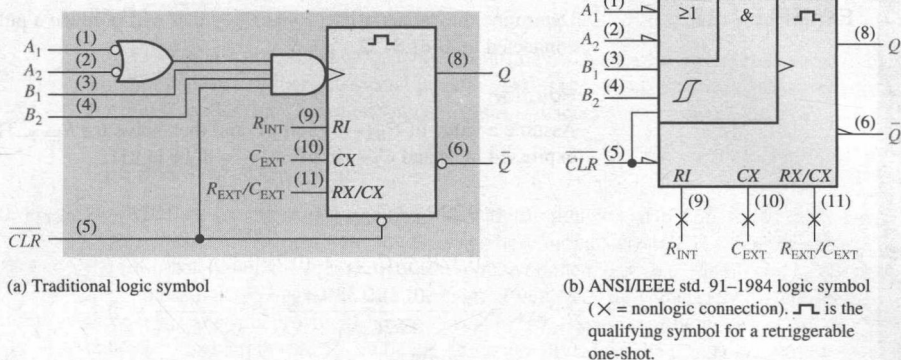 A1 (1)
A2 (2)
B1 (3)
B2 (4)
RINT (9) RI
CEXT (10) CX
REXT/CEXT (11) RX/CX
CLR (5)
(8) Q
(6) Q
(a) Traditional logic symbol
A1 (1)
A2 (2)
B1 (3)
B2 (4)
CLR (5)
≥1
&
(8) Q
(6) Q
RI CX RX/CX
(9) (10) (11)
RINT CEXT REXT/CEXT
(b) ANSI/IEEE std. 91–1984 logic symbol
(× = nonlogic connection). is the
qualifying symbol for a retriggerable
one-shot.